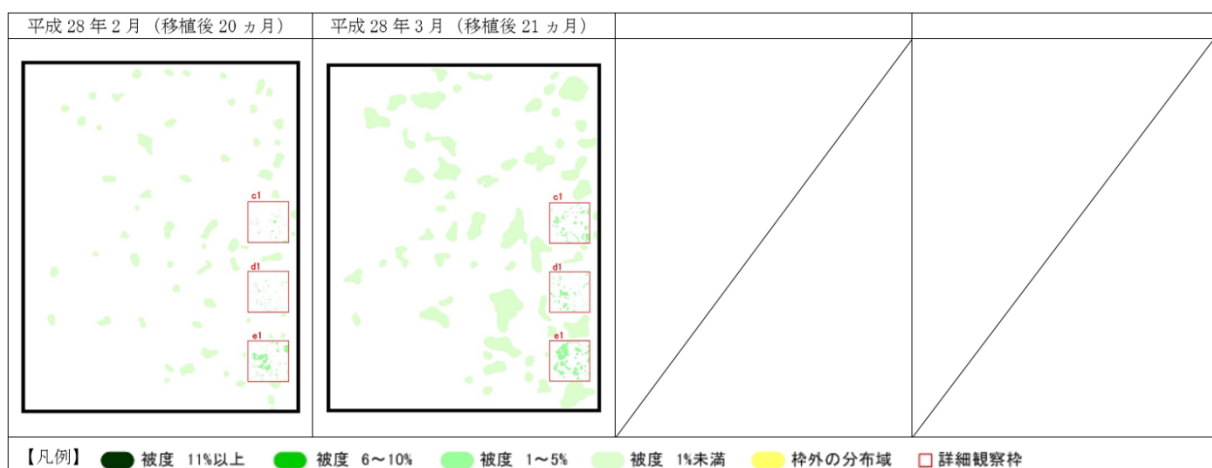 平成 28 年 2 月（移植後 20 ヵ月） 平成 28 年 3 月（移植後 21 ヵ月）
c1 c1
d1 d1
e1 e1
【凡例】 被度 11%以上 被度 6～10% 被度 1～5% 被度 1%未満 枠外の分布域 詳細観察枠